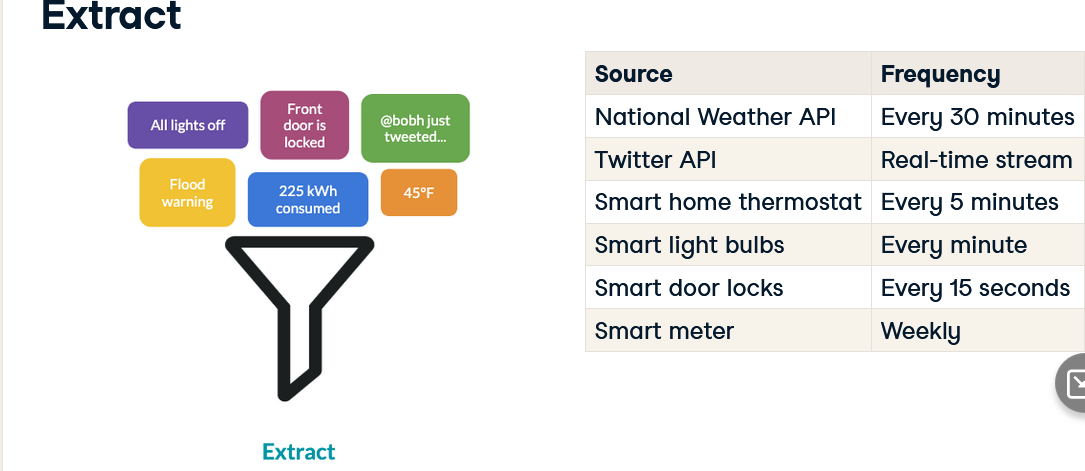 Extract
All lights off
Front
door is
locked
@bobh just
tweeted...
Flood
warning
225 kWh
consumed
45°F
Extract
Source Frequency
National Weather API Every 30 minutes
Twitter API Real-time stream
Smart home thermostat Every 5 minutes
Smart light bulbs Every minute
Smart door locks Every 15 seconds
Smart meter Weekly